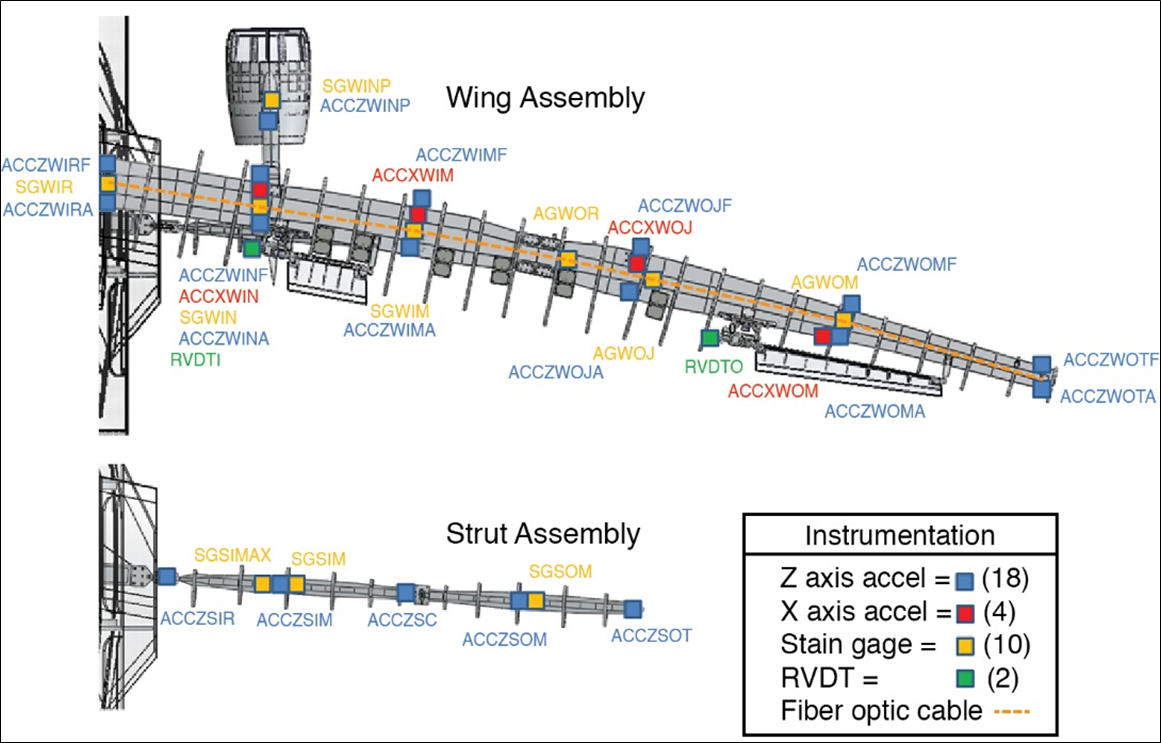 Wing Assembly
SGWINP
ACCZWINP
ACCZWIRF
SGWIR
ACCZWIRA
ACCZWIMF
ACCXWIM
AGWOR
ACCZWOJF
ACCXWOJ
ACCZWOMF
AGWOM
ACCZWINF
ACCXWIN
SGWIN
ACCZWINA
RVDTI
SGWIM
ACCZWIMA
AGWOJ
ACCZWOJA
RVDTO
ACCXWOM
ACCZWOMA
ACCZWOTF
ACCZWOTA
Strut Assembly
SGSIMAX
SGSIM
SGSOM
ACCZSIR
ACCZSIM
ACCZSC
ACCZSOM
ACCZSOT
Instrumentation
Z axis accel = (18)
X axis accel = (4)
Stain gage = (10)
RVDT = (2)
Fiber optic cable